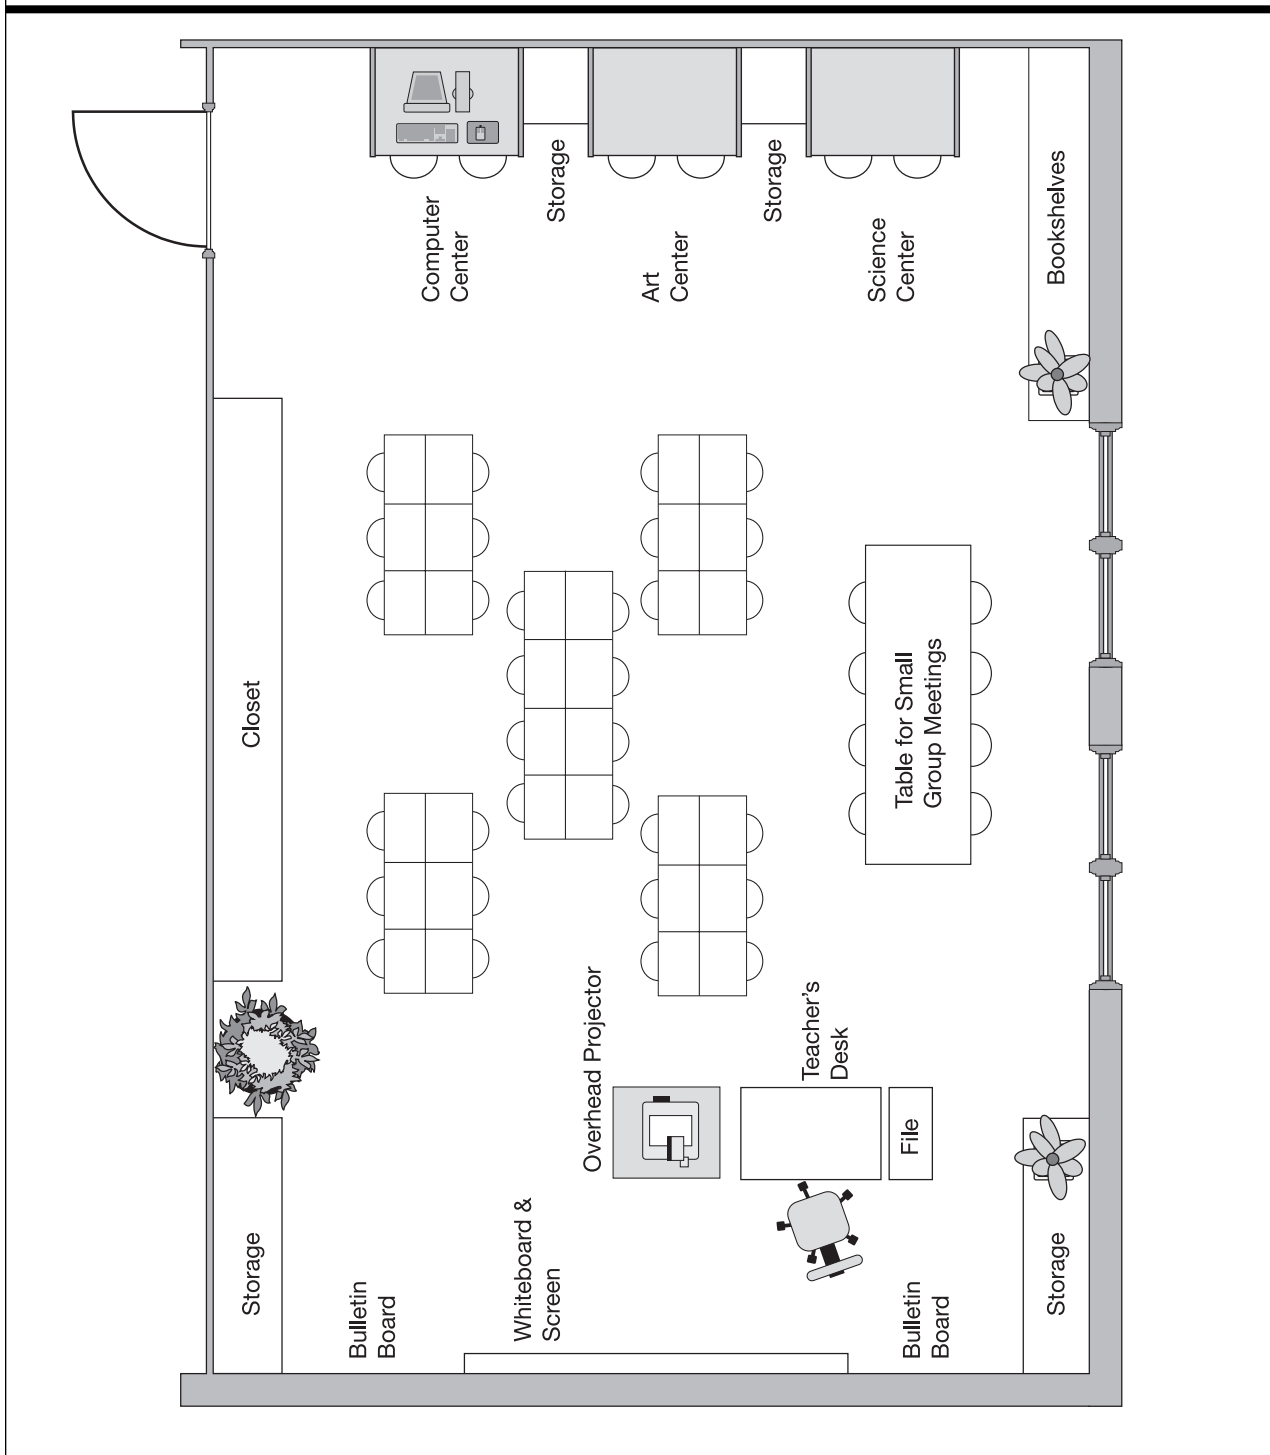 Computer
Center
Storage
Art
Center
Storage
Science
Center
Bookshelves
Closet
Table for Small
Group Meetings
Overhead Projector
Teacher's
Desk
File
Storage
Bulletin
Board
Whiteboard &
Screen
Bulletin
Board
Storage